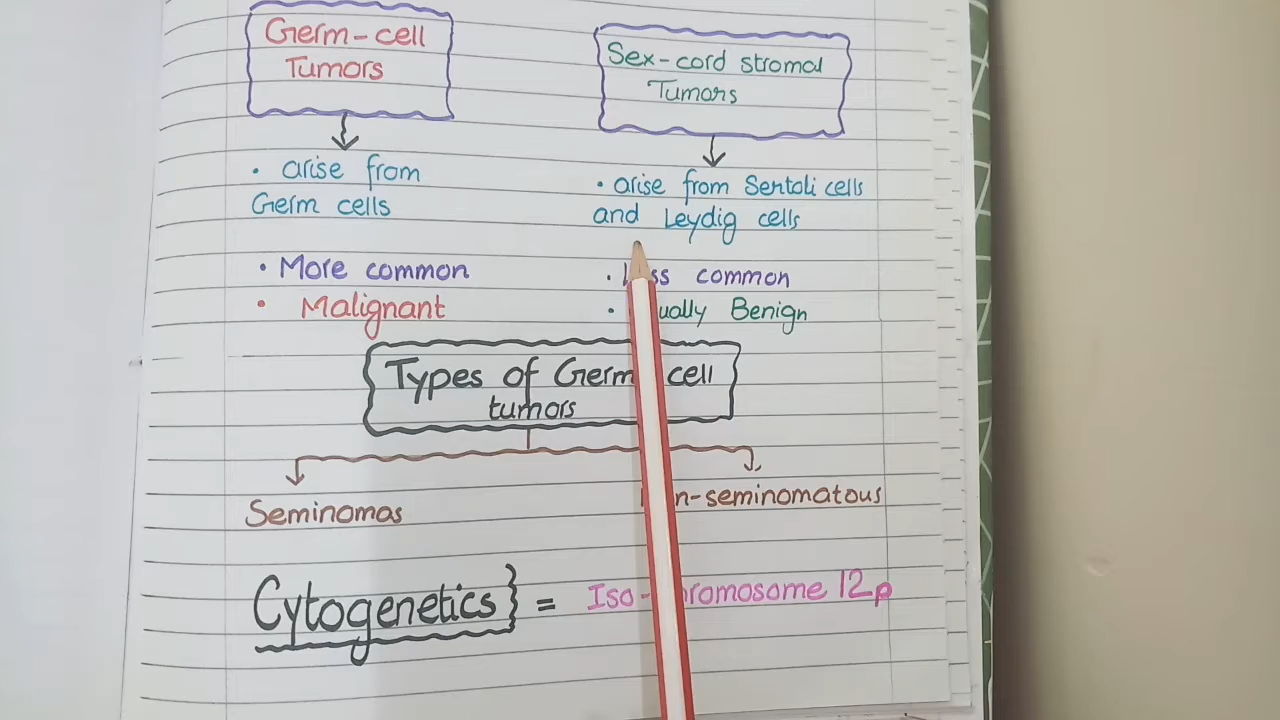 Germ-cell
Tumors
• arise from
Germ cells
• More common
• Malignant
Sex-cord stromal
Tumors
• arise from Sertoli cells
and Leydig cells
• common
• Benign
Types of Germ cell
tumors
Seminomas
Cytogenetics} = 12p